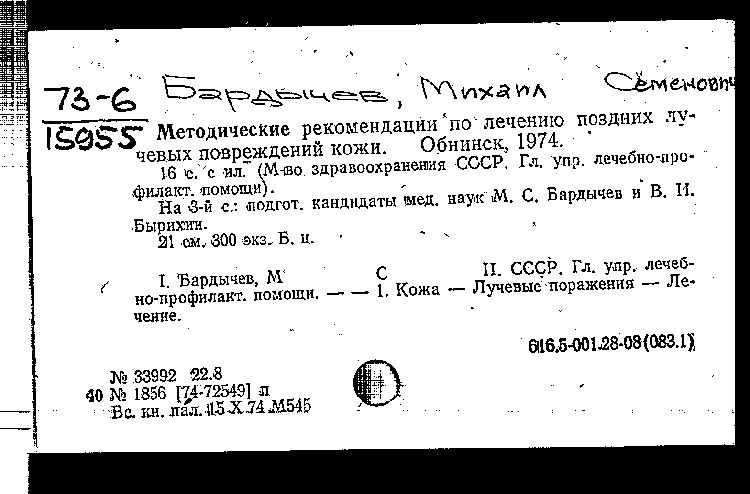 73-6 Бардычев, Михаил Семенович
15955 Методические рекомендации по лечению поздних лу-
чевых повреждений кожи. Обнинск, 1974.
16 с. с ил. (М-во здравоохранения СССР. Гл. упр. лечебно-про-
филакт. помощи).
На 3-й с.: подгот. кандидаты мед. наук М. С. Бардычев и В. И.
Бырихин.
21 см. 300 экз. Б. ц.
I. Бардычев, М С II. СССР. Гл. упр. лечеб-
но-профилакт. помощи. — — 1. Кожа — Лучевые поражения — Ле-
чение.
616.5-001.28-08(083.1)
№ 33992 22.8
40 № 1856 [74-72549] п
Вс. кн. пал. 15.X.74 М545